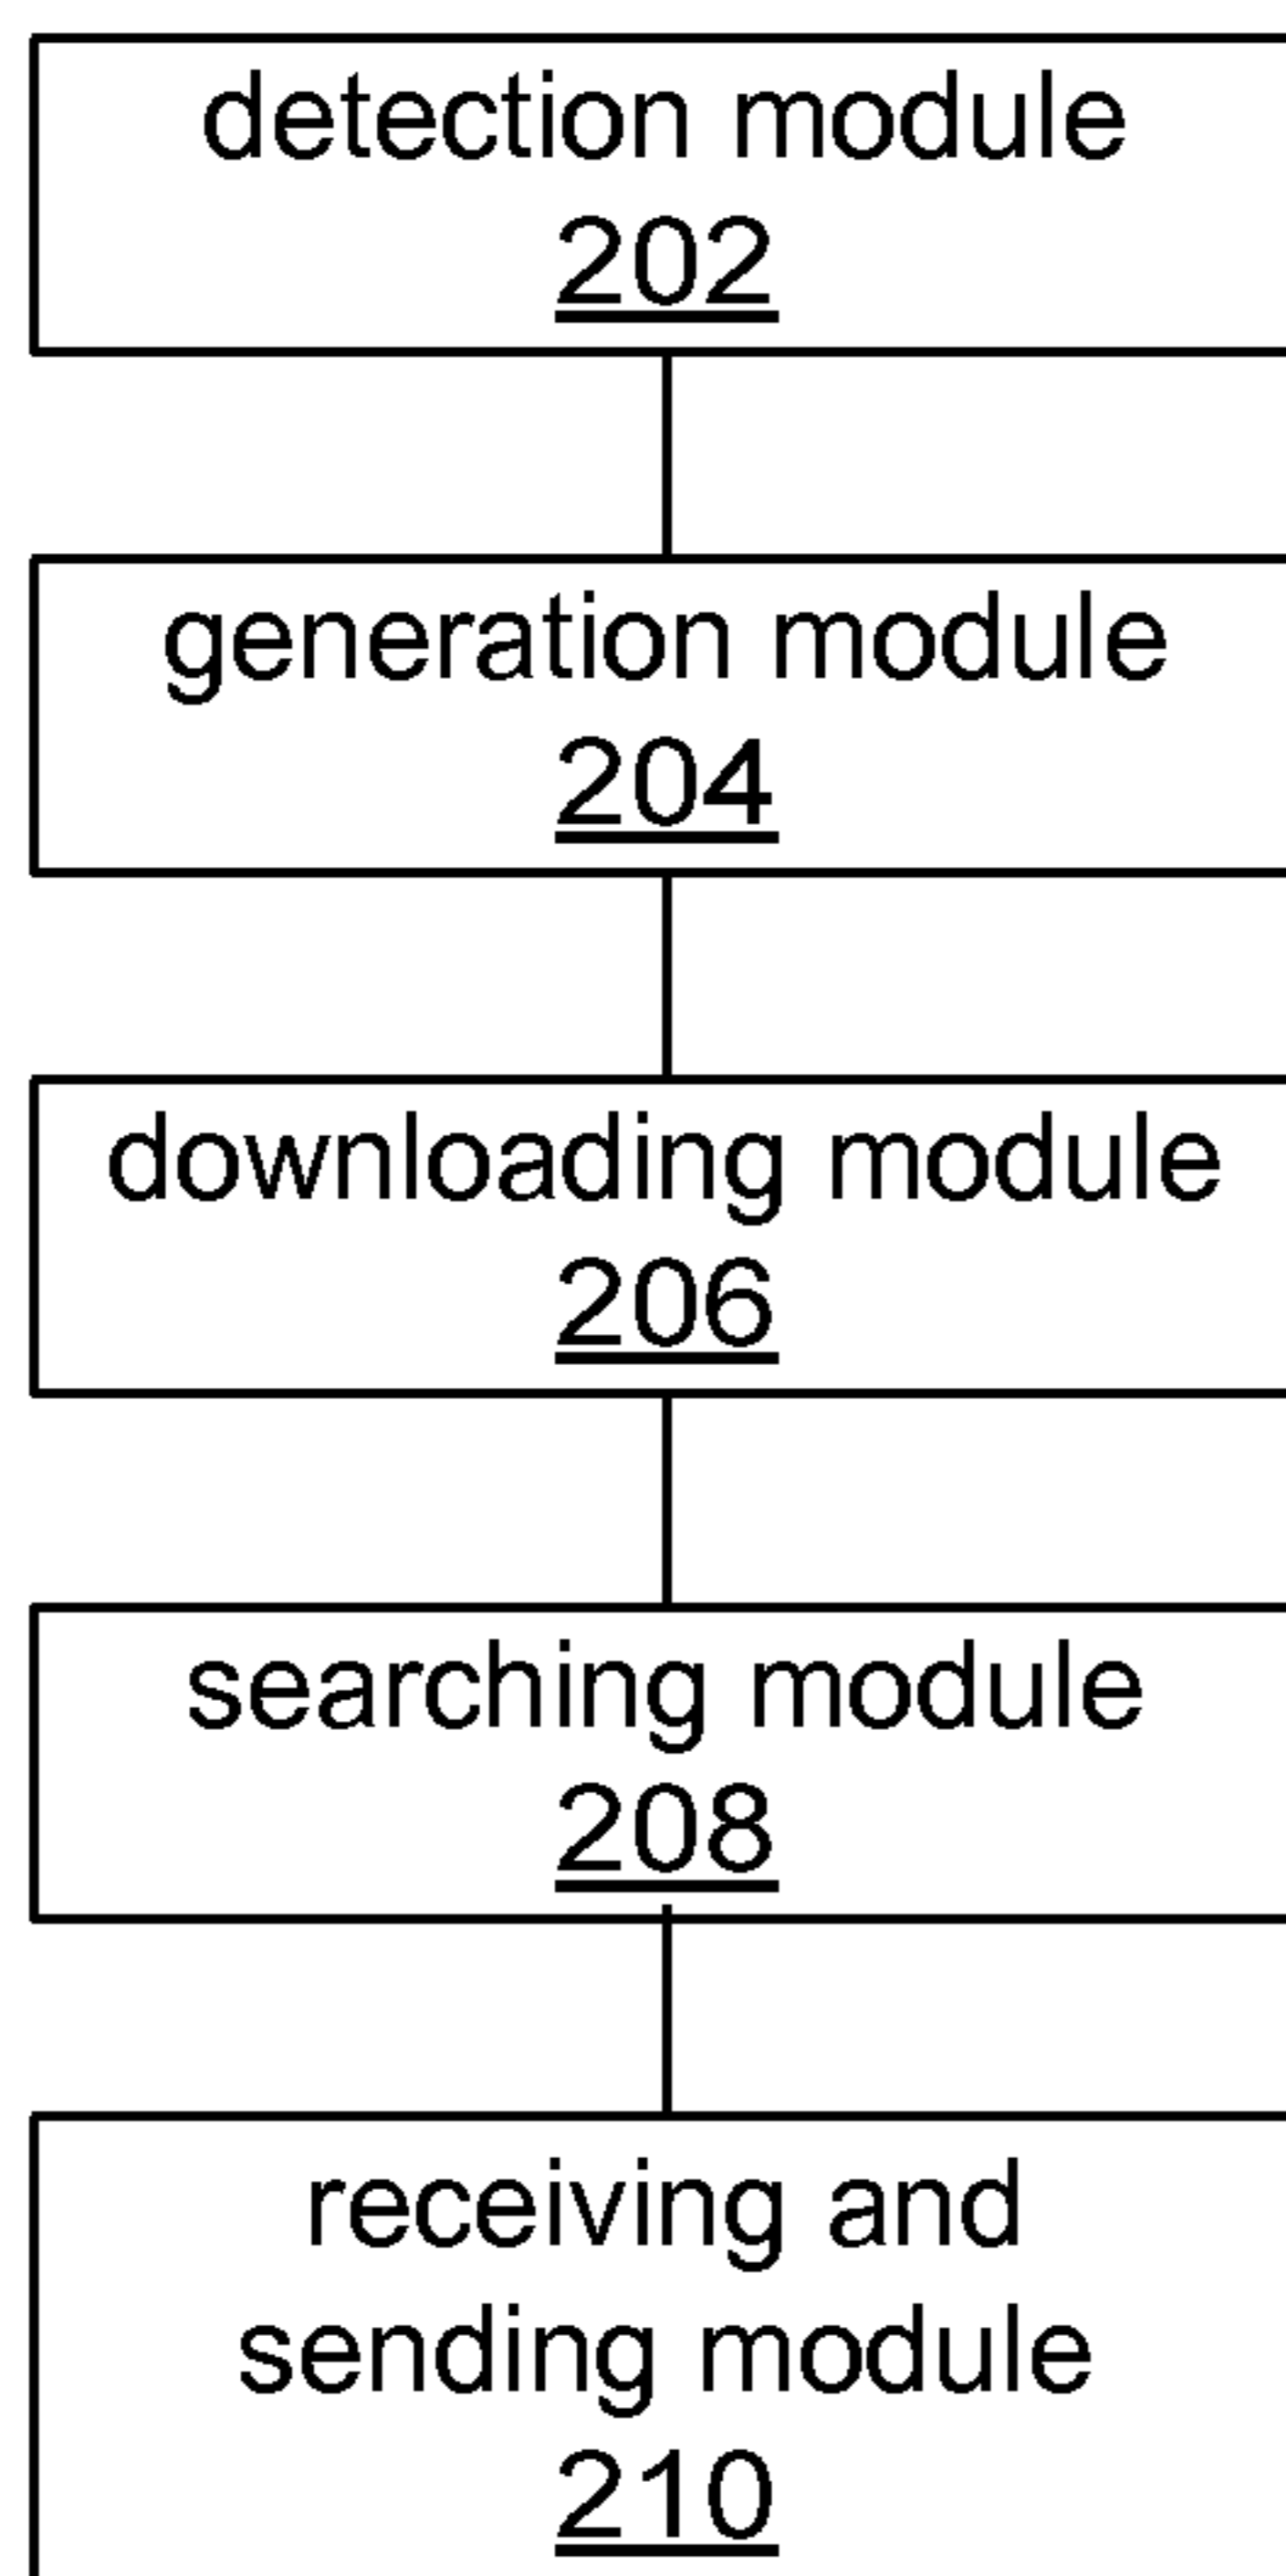 detection module
202
generation module
204
downloading module
206
searching module
208
receiving and
sending module
210